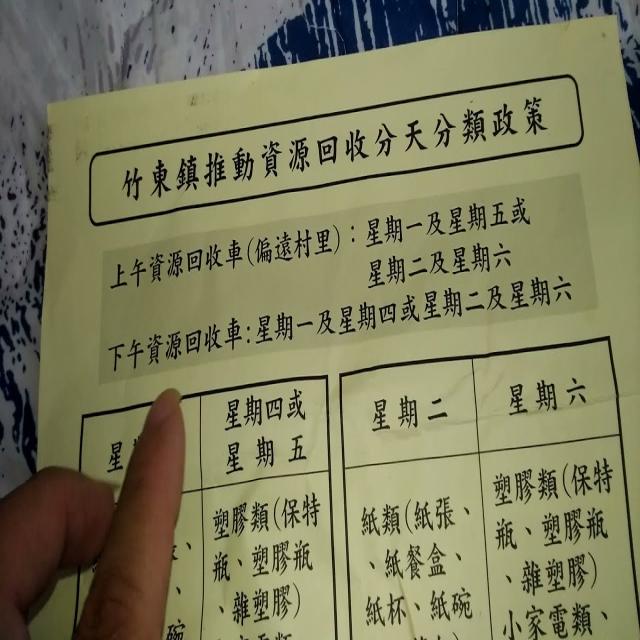 竹東鎮推動資源回收分天分類政策
上午資源回收車(偏遠村里)：星期一及星期五或
星期二及星期六
下午資源回收車:星期一及星期四或星期二及星期六
星
星期四或
星期五
塑膠類(保特
瓶、塑膠瓶
、雜塑膠)
、
、
碗
星期二
紙類(紙張、
、紙餐盒、
紙杯、紙碗
星期六
塑膠類(保特
瓶、塑膠瓶
、雜塑膠)
小家電類、